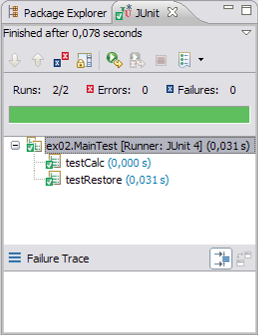 Package Explorer JUnit
Finished after 0,078 seconds
Runs: 2/2 Errors: 0 Failures: 0
ex02.MainTest [Runner: JUnit 4] (0,031 s)
testCalc (0,000 s)
testRestore (0,031 s)
Failure Trace